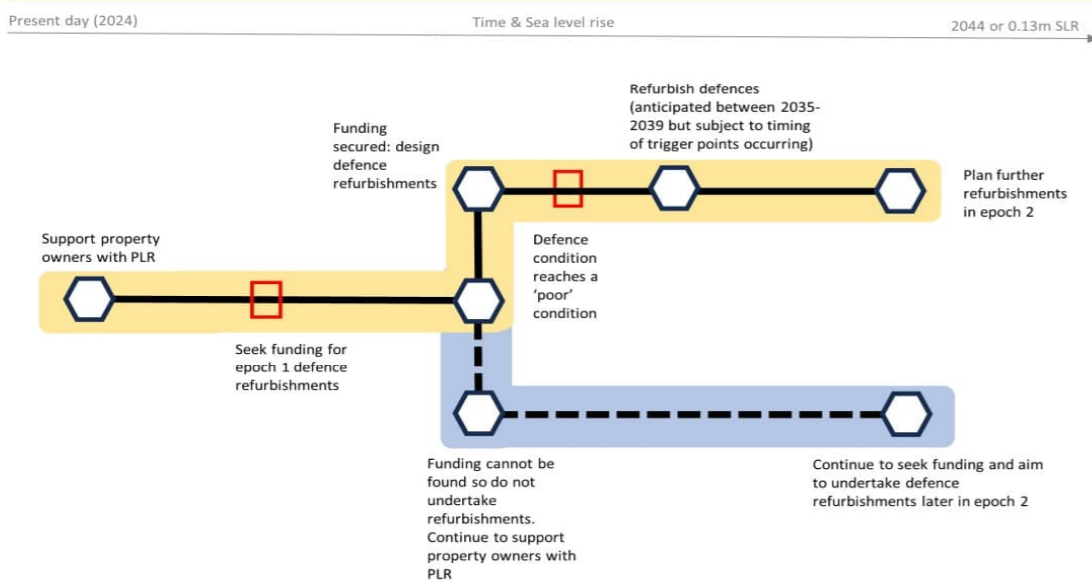 Present day (2024)
Time & Sea level rise
2044 or 0.13m SLR
Refurbish defences
(anticipated between 2035-
2039 but subject to timing
of trigger points occurring)
Funding
secured: design
defence
refurbishments
Plan further
refurbishments
in epoch 2
Support property
owners with PLR
Defence
condition
reaches a
‘poor’
condition
Seek funding for
epoch 1 defence
refurbishments
Funding cannot be
found so do not
undertake
refurbishments.
Continue to support
property owners with
PLR
Continue to seek funding and aim
to undertake defence
refurbishments later in epoch 2